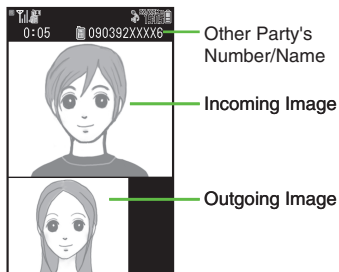 0:05 090392XXXX6
Other Party's
Number/Name
Incoming Image
Outgoing Image